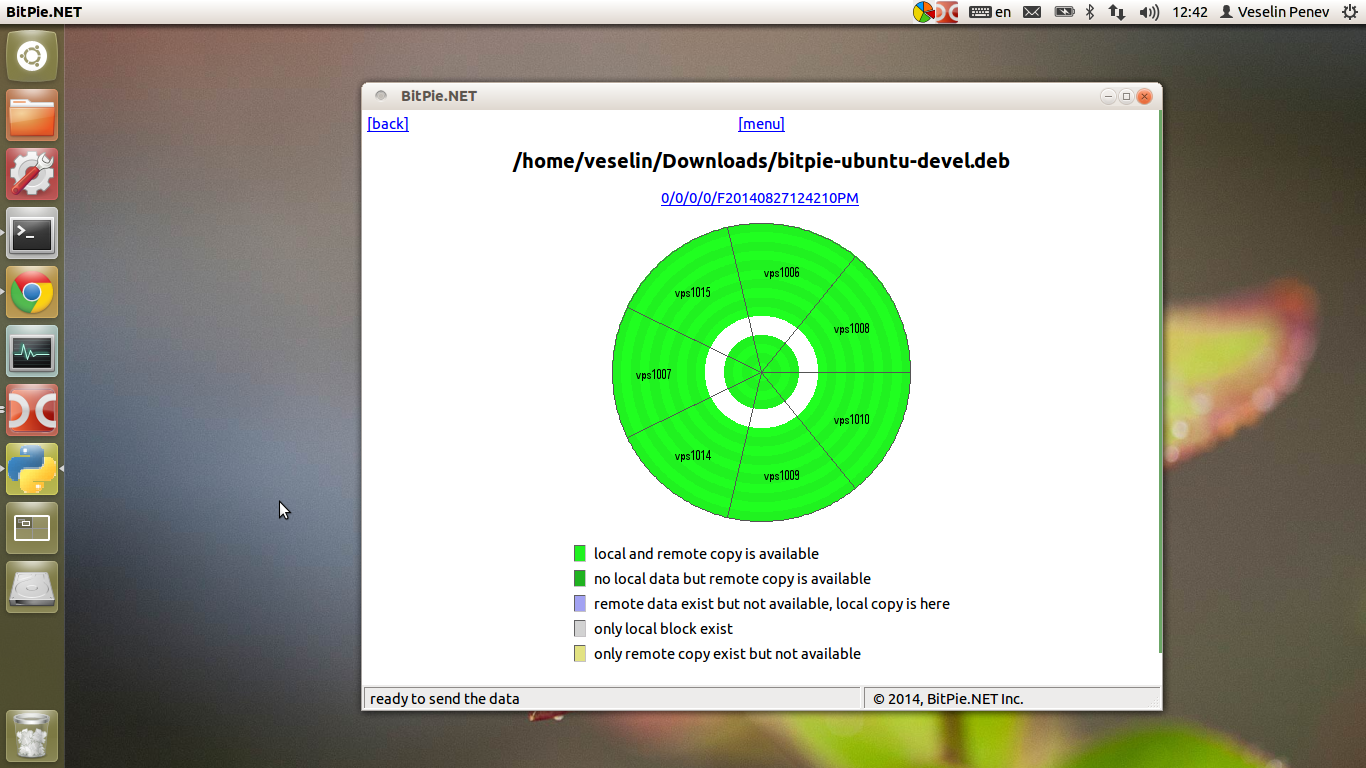 BitPie.NET
en
12:42
Veselin Penev
BitPie.NET
[back]
[menu]
/home/veselin/Downloads/bitpie-ubuntu-devel.deb
0/0/0/0/F20140827124210PM
vps1006
vps1015
vps1008
vps1007
vps1010
vps1014
vps1009
local and remote copy is available
no local data but remote copy is available
remote data exist but not available, local copy is here
only local block exist
only remote copy exist but not available
ready to send the data
© 2014, BitPie.NET Inc.